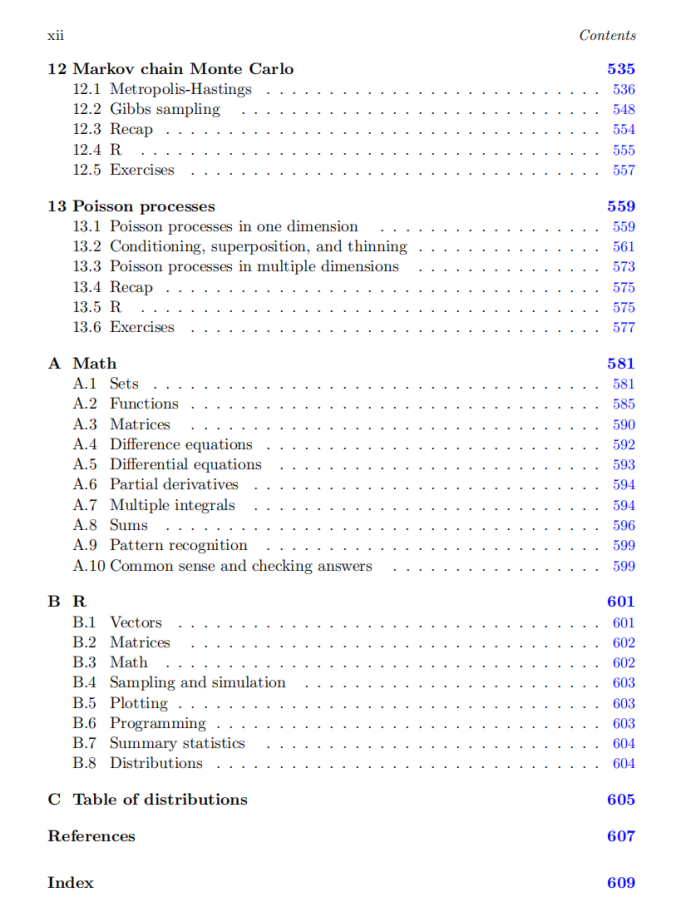 xii Contents
12 Markov chain Monte Carlo 535
12.1 Metropolis-Hastings . . . . . . . . . . . . . . . . . . . . . . . . . . . 536
12.2 Gibbs sampling . . . . . . . . . . . . . . . . . . . . . . . . . . . . . 548
12.3 Recap . . . . . . . . . . . . . . . . . . . . . . . . . . . . . . . . . . . 554
12.4 R . . . . . . . . . . . . . . . . . . . . . . . . . . . . . . . . . . . . . 555
12.5 Exercises . . . . . . . . . . . . . . . . . . . . . . . . . . . . . . . . . 557
13 Poisson processes 559
13.1 Poisson processes in one dimension . . . . . . . . . . . . . . . . . . 559
13.2 Conditioning, superposition, and thinning . . . . . . . . . . . . . . . 561
13.3 Poisson processes in multiple dimensions . . . . . . . . . . . . . . . 573
13.4 Recap . . . . . . . . . . . . . . . . . . . . . . . . . . . . . . . . . . . 575
13.5 R . . . . . . . . . . . . . . . . . . . . . . . . . . . . . . . . . . . . . 575
13.6 Exercises . . . . . . . . . . . . . . . . . . . . . . . . . . . . . . . . . 577
A Math 581
A.1 Sets . . . . . . . . . . . . . . . . . . . . . . . . . . . . . . . . . . . . 581
A.2 Functions . . . . . . . . . . . . . . . . . . . . . . . . . . . . . . . . . 585
A.3 Matrices . . . . . . . . . . . . . . . . . . . . . . . . . . . . . . . . . 590
A.4 Difference equations . . . . . . . . . . . . . . . . . . . . . . . . . . . 592
A.5 Differential equations . . . . . . . . . . . . . . . . . . . . . . . . . . 593
A.6 Partial derivatives . . . . . . . . . . . . . . . . . . . . . . . . . . . . 594
A.7 Multiple integrals . . . . . . . . . . . . . . . . . . . . . . . . . . . . 594
A.8 Sums . . . . . . . . . . . . . . . . . . . . . . . . . . . . . . . . . . . 596
A.9 Pattern recognition . . . . . . . . . . . . . . . . . . . . . . . . . . . 599
A.10 Common sense and checking answers . . . . . . . . . . . . . . . . . 599
B R 601
B.1 Vectors . . . . . . . . . . . . . . . . . . . . . . . . . . . . . . . . . . 601
B.2 Matrices . . . . . . . . . . . . . . . . . . . . . . . . . . . . . . . . . 602
B.3 Math . . . . . . . . . . . . . . . . . . . . . . . . . . . . . . . . . . . 602
B.4 Sampling and simulation . . . . . . . . . . . . . . . . . . . . . . . . 603
B.5 Plotting . . . . . . . . . . . . . . . . . . . . . . . . . . . . . . . . . . 603
B.6 Programming . . . . . . . . . . . . . . . . . . . . . . . . . . . . . . . 603
B.7 Summary statistics . . . . . . . . . . . . . . . . . . . . . . . . . . . 604
B.8 Distributions . . . . . . . . . . . . . . . . . . . . . . . . . . . . . . . 604
C Table of distributions 605
References 607
Index 609